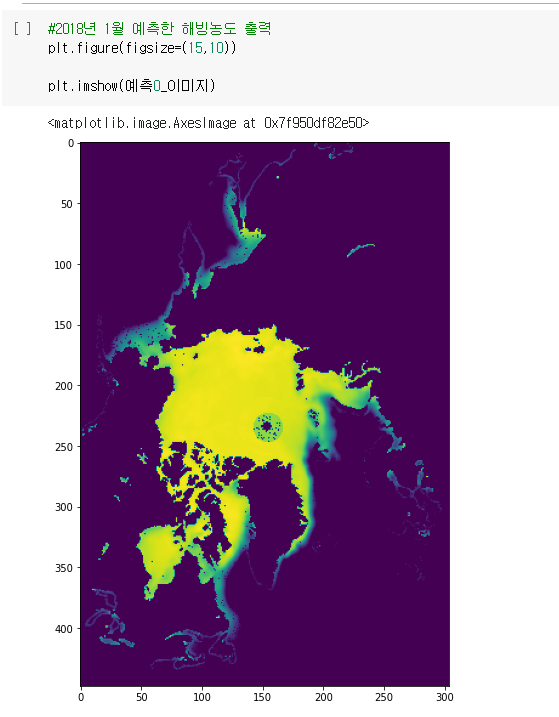 [ ] #2018년 1월 예측한 해빙농도 출력
plt.figure(figsize=(15,10))
plt.imshow(예측0_이미지)
<matplotlib.image.AxesImage at 0x7f950df82e50>
0
50
100
150
200
250
300
350
400
0 50 100 150 200 250 300